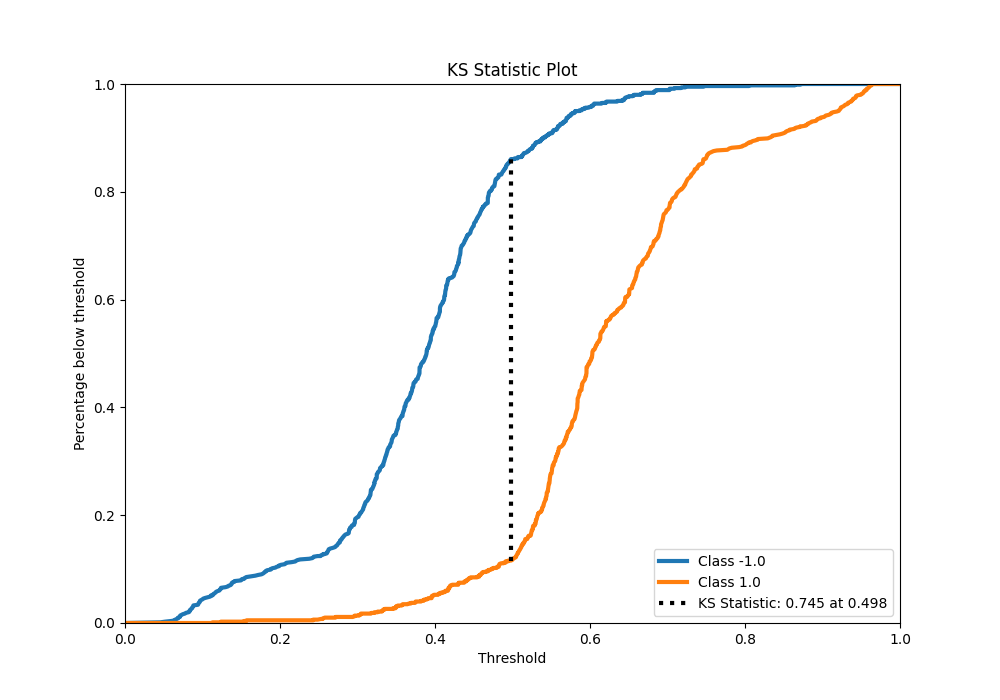 KS Statistic Plot
1.0
0.8
0.6
0.4
0.2
0.0
Percentage below threshold
0.0 0.2 0.4 0.6 0.8 1.0
Threshold
Class -1.0
Class 1.0
KS Statistic: 0.745 at 0.498